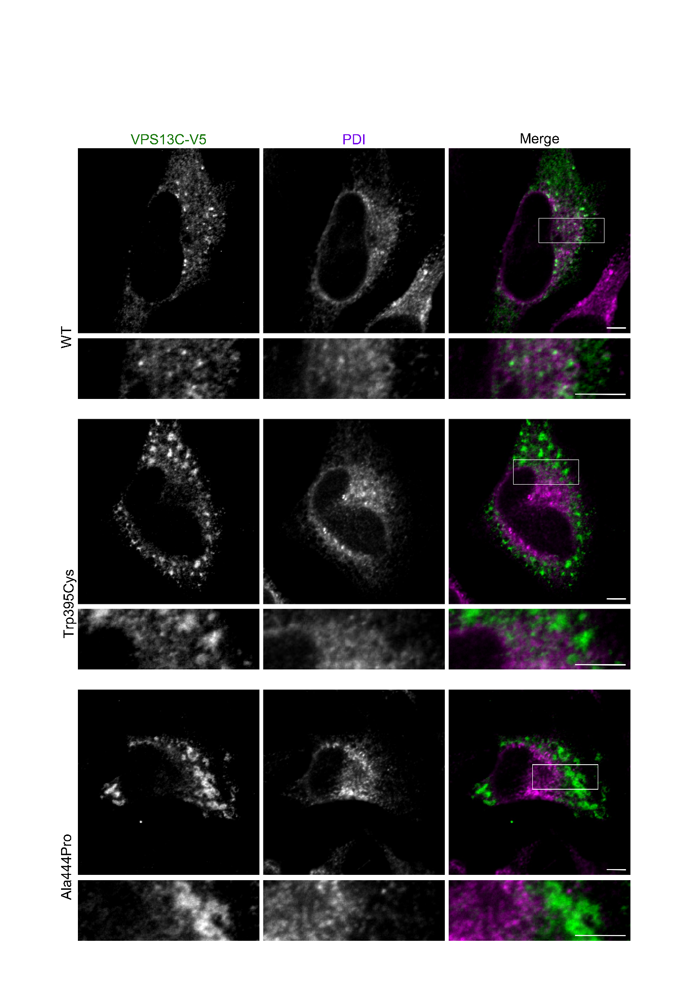 VPS13C-V5
PDI
Merge
WT
Trp395Cys
Ala444Pro